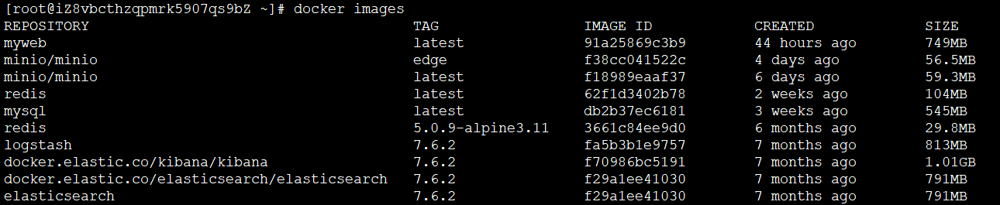 [root@iZ8vbcthzqpmrk5907qs9bZ ~]# docker images
REPOSITORY TAG IMAGE ID CREATED SIZE
myweb latest 91a25869c3b9 44 hours ago 749MB
minio/minio edge f38cc041522c 4 days ago 56.5MB
minio/minio latest f18989eaaf37 6 days ago 59.3MB
redis latest 62f1d3402b78 2 weeks ago 104MB
mysql latest db2b37ec6181 3 weeks ago 545MB
redis 5.0.9-alpine3.11 3661c84ee9d0 6 months ago 29.8MB
logstash 7.6.2 fa5b3b1e9757 7 months ago 813MB
docker.elastic.co/kibana/kibana 7.6.2 f70986bc5191 7 months ago 1.01GB
docker.elastic.co/elasticsearch/elasticsearch 7.6.2 f29a1ee41030 7 months ago 791MB
elasticsearch 7.6.2 f29a1ee41030 7 months ago 791MB